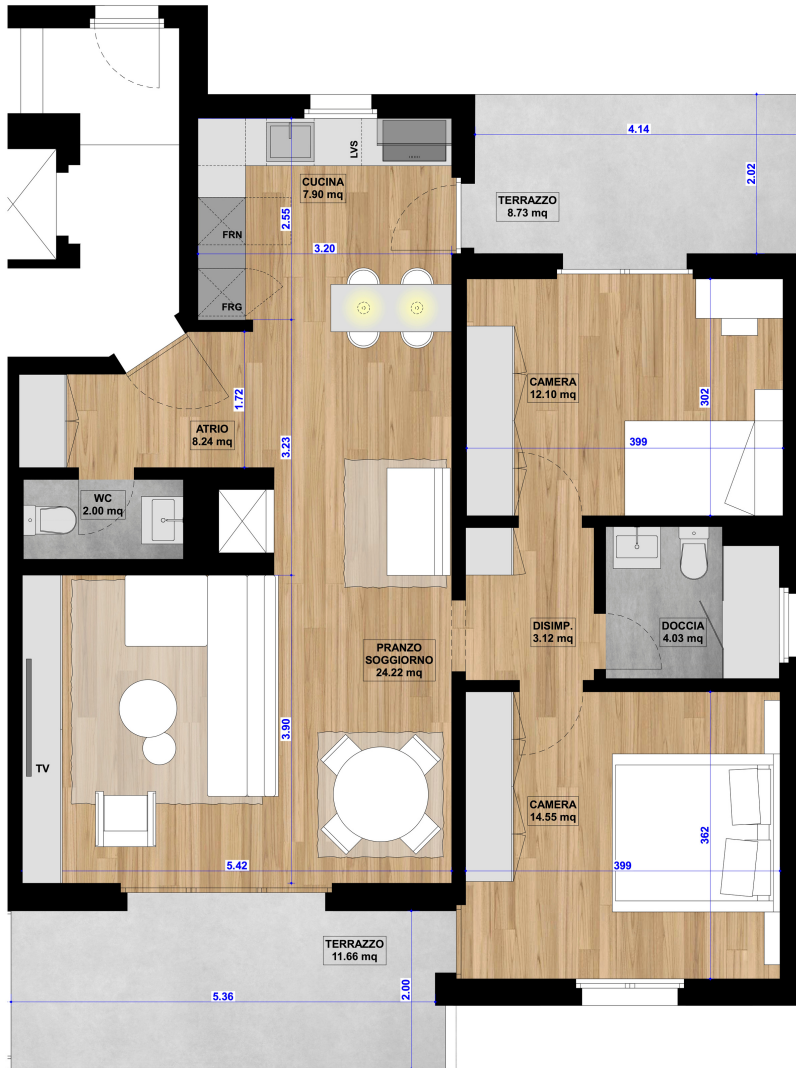 4.14
2.02
LVS
CUCINA
7.90 mq
TERRAZZO
8.73 mq
2.55
FRN
3.20
FRG
CAMERA
12.10 mq
302
1.72
ATRIO
8.24 mq
3.23
399
WC
2.00 mq
DISIMP.
3.12 mq
DOCCIA
4.03 mq
PRANZO
SOGGIORNO
24.22 mq
3.90
TV
CAMERA
14.55 mq
362
5.42
399
TERRAZZO
11.66 mq
5.36
2.00